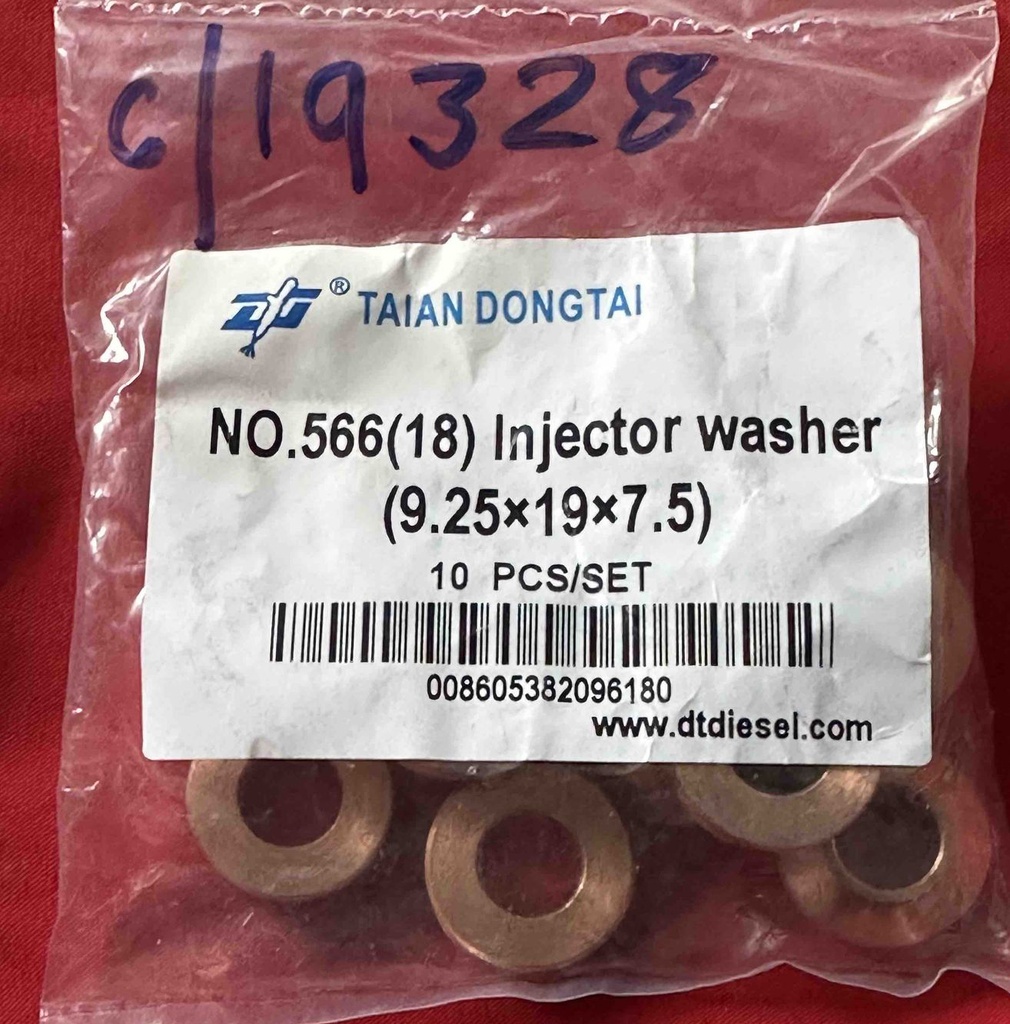 C/19328
® TAIAN DONGTAI
NO.566(18) Injector washer
(9.25×19×7.5)
10 PCS/SET
008605382096180
www.dtdiesel.com